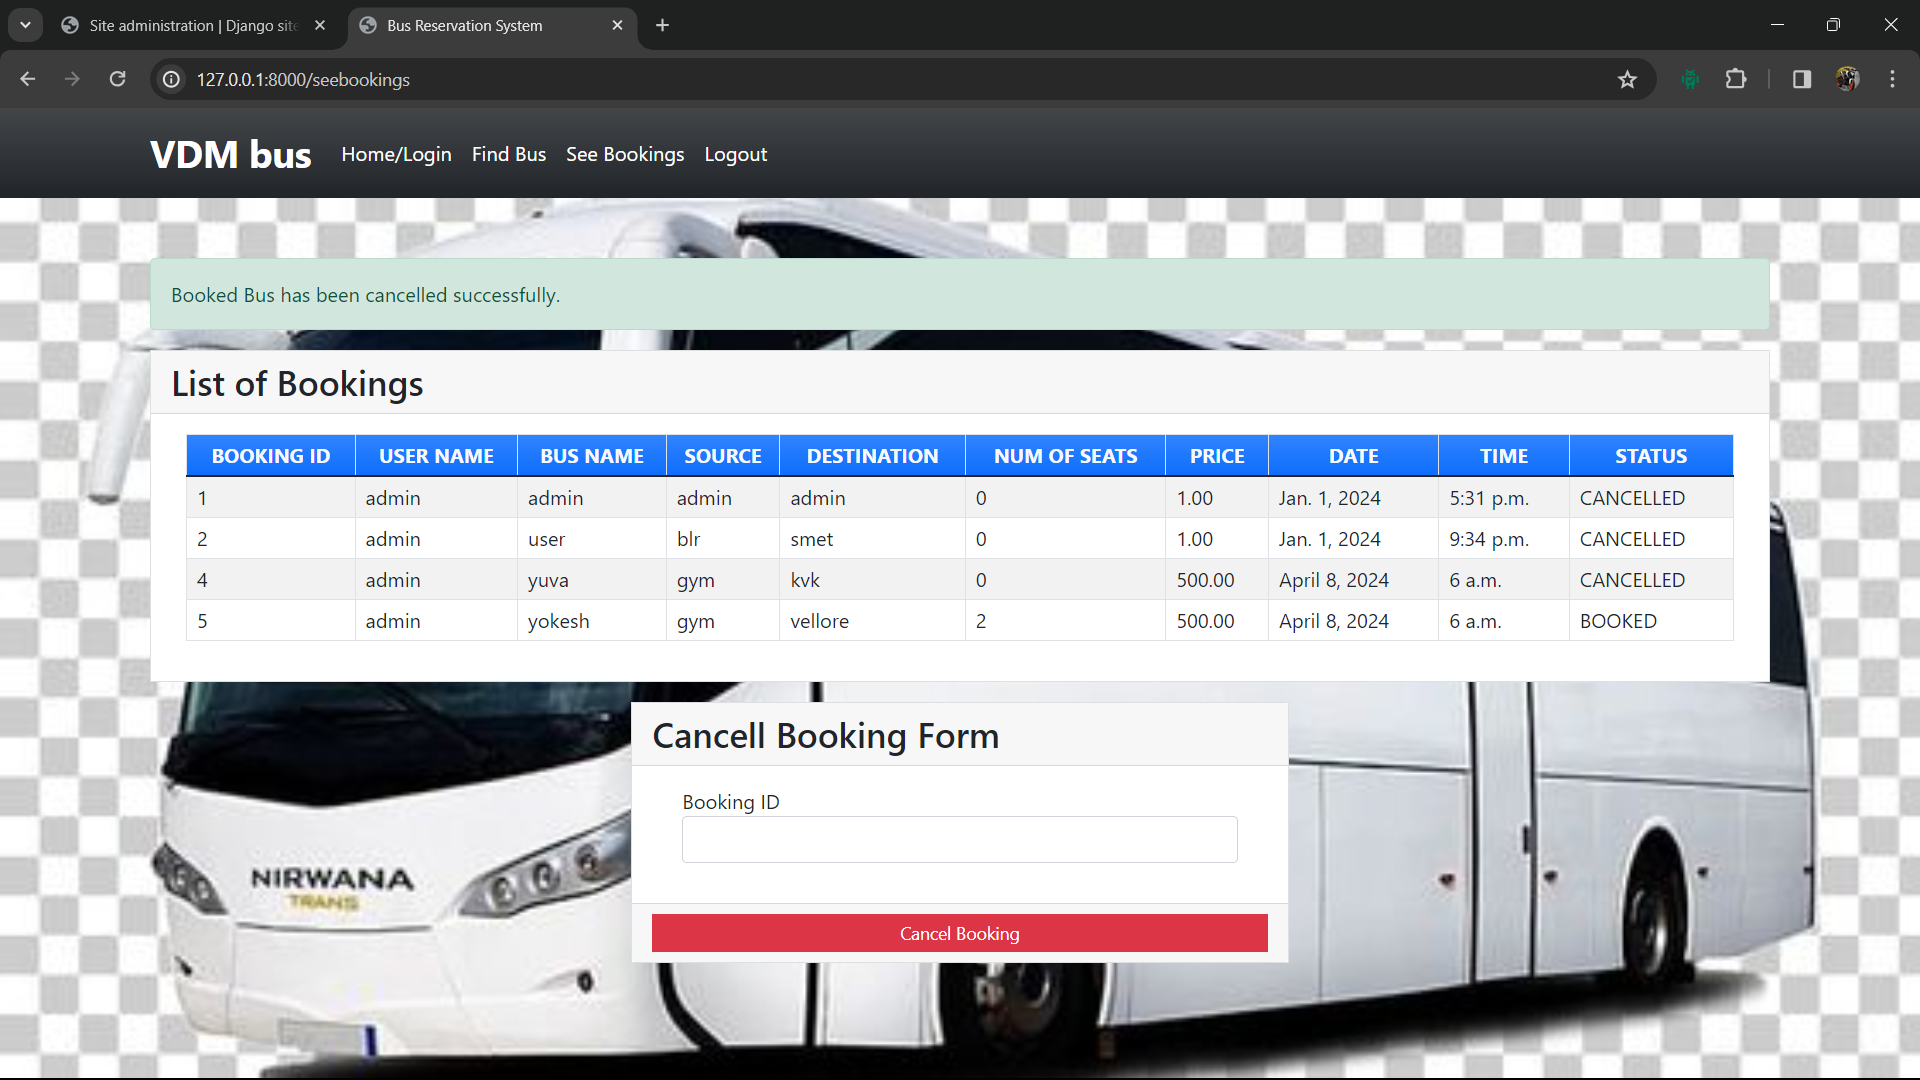 Site administration | Django site
Bus Reservation System
127.0.0.1:8000/seebookings
VDM bus Home/Login Find Bus See Bookings Logout
Booked Bus has been cancelled successfully.
List of Bookings
BOOKING ID USER NAME BUS NAME SOURCE DESTINATION NUM OF SEATS PRICE DATE TIME STATUS
1 admin admin admin admin 0 1.00 Jan. 1, 2024 5:31 p.m. CANCELLED
2 admin user blr smet 0 1.00 Jan. 1, 2024 9:34 p.m. CANCELLED
4 admin yuva gym kvk 0 500.00 April 8, 2024 6 a.m. CANCELLED
5 admin yokesh gym vellore 2 500.00 April 8, 2024 6 a.m. BOOKED
Cancell Booking Form
Booking ID
NIRWANA
TRANS
Cancel Booking